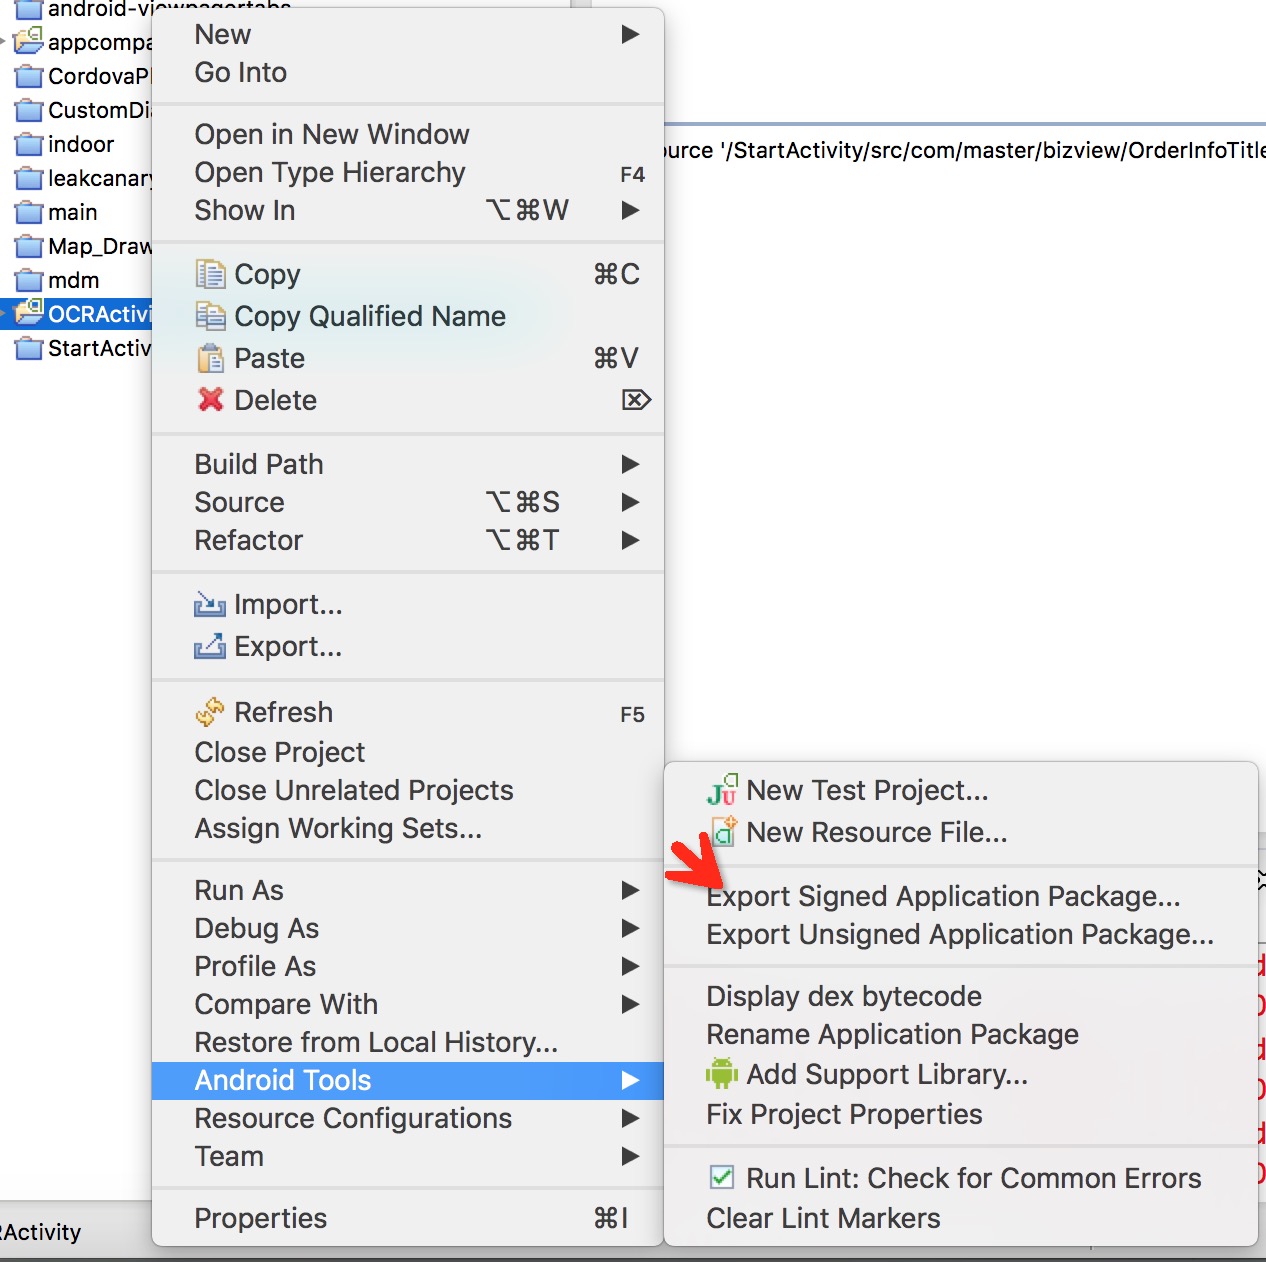 android-viewpagertabs
appcompa
CordovaP
CustomDi
indoor
leakcanary
main
Map_Draw
mdm
OCRActivi
StartActiv
New
Go Into
Open in New Window
Open Type Hierarchy F4
Show In ⌥⌘W
Copy ⌘C
Copy Qualified Name
Paste ⌘V
Delete ⌦
Build Path
Source ⌥⌘S
Refactor ⌥⌘T
Import...
Export...
Refresh F5
Close Project
Close Unrelated Projects
Assign Working Sets...
Run As
Debug As
Profile As
Compare With
Restore from Local History...
Android Tools
Resource Configurations
Team
Properties ⌘I
ource '/StartActivity/src/com/master/bizview/OrderInfoTitle
New Test Project...
New Resource File...
Export Signed Application Package...
Export Unsigned Application Package...
Display dex bytecode
Rename Application Package
Add Support Library...
Fix Project Properties
Run Lint: Check for Common Errors
Clear Lint Markers
RActivity